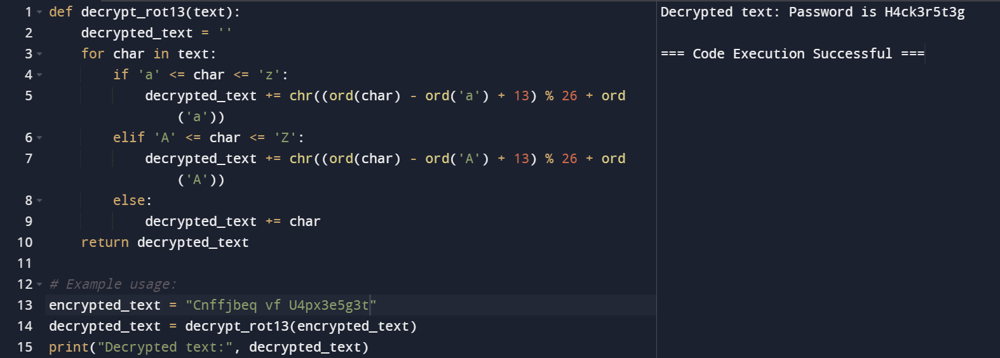 1 def decrypt_rot13(text):
2     decrypted_text = ''
3     for char in text:
4         if 'a' <= char <= 'z':
5             decrypted_text += chr((ord(char) - ord('a') + 13) % 26 + ord
                ('a'))
6         elif 'A' <= char <= 'Z':
7             decrypted_text += chr((ord(char) - ord('A') + 13) % 26 + ord
                ('A'))
8         else:
9             decrypted_text += char
10     return decrypted_text
11
12 # Example usage:
13 encrypted_text = "Cnffjbeq vf U4px3e5g3t"
14 decrypted_text = decrypt_rot13(encrypted_text)
15 print("Decrypted text:", decrypted_text)
Decrypted text: Password is H4ck3r5t3g
=== Code Execution Successful ===